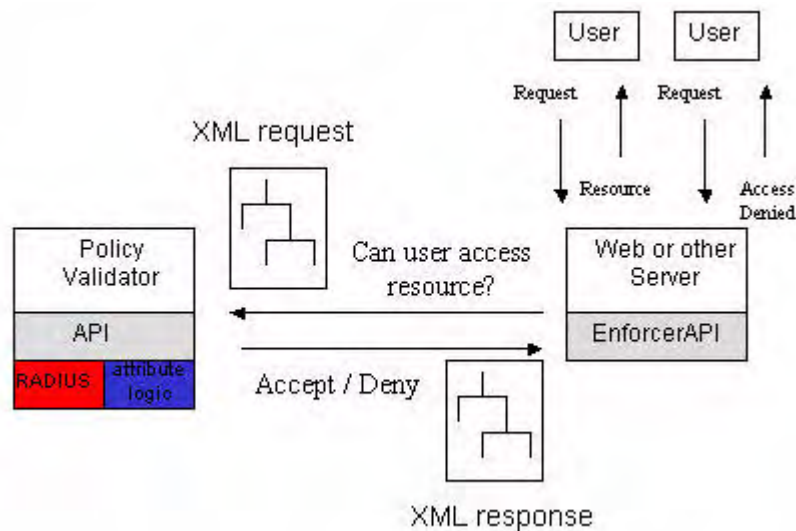 User
User
Request
Request
XML request
Resource
Access
Denied
Policy
Validator
Can user access
resource?
Web or other
Server
API
EnforcerAPI
RADIUS
attribute
logic
Accept / Deny
XML response